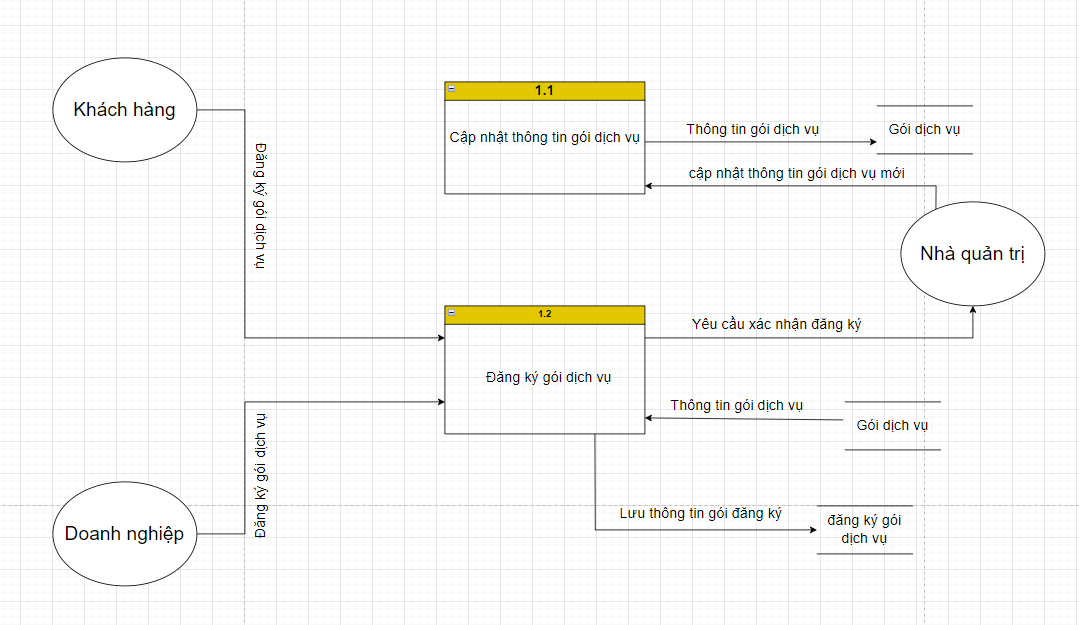 Khách hàng
Đăng ký gói dịch vụ
1.1
Cập nhật thông tin gói dịch vụ
Thông tin gói dịch vụ
Gói dịch vụ
cập nhật thông tin gói dịch vụ mới
Nhà quản trị
1.2
Đăng ký gói dịch vụ
Yêu cầu xác nhận đăng ký
Thông tin gói dịch vụ
Gói dịch vụ
Đăng ký gói dịch vụ
Doanh nghiệp
Lưu thông tin gói đăng ký
đăng ký gói
dịch vụ